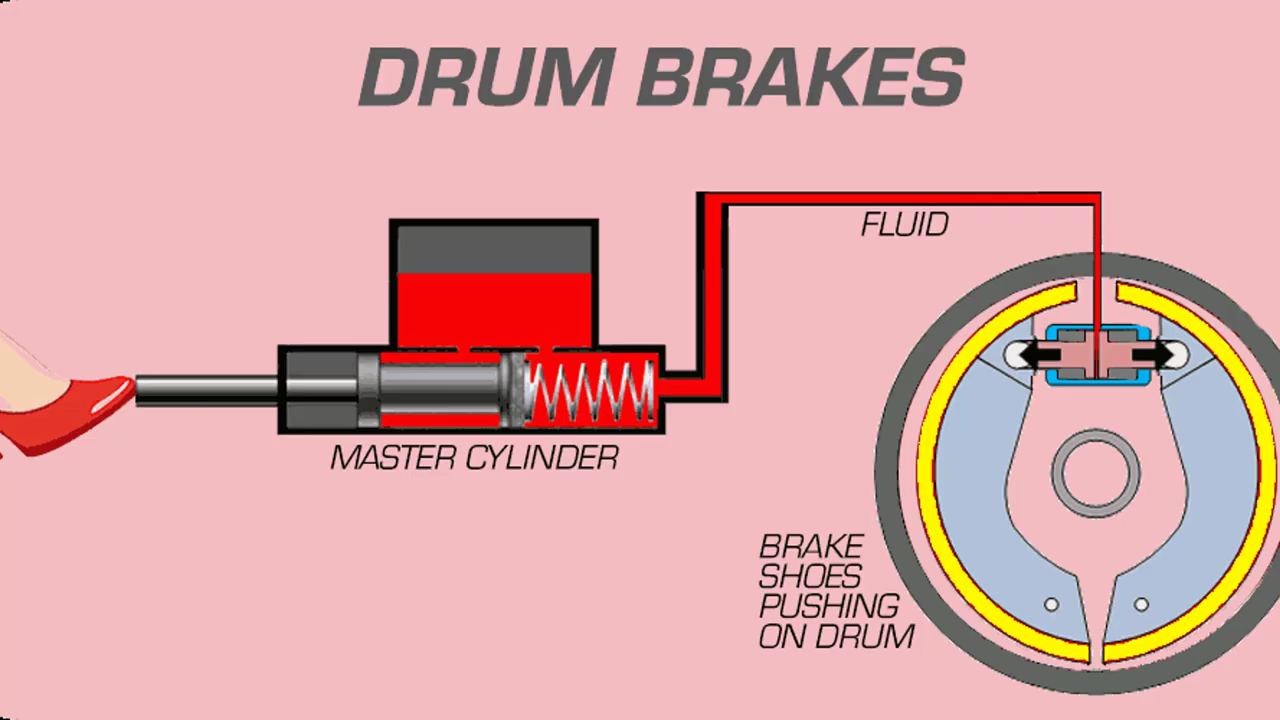 DRUM BRAKES
FLUID
MASTER CYLINDER
BRAKE
SHOES
PUSHING
ON DRUM